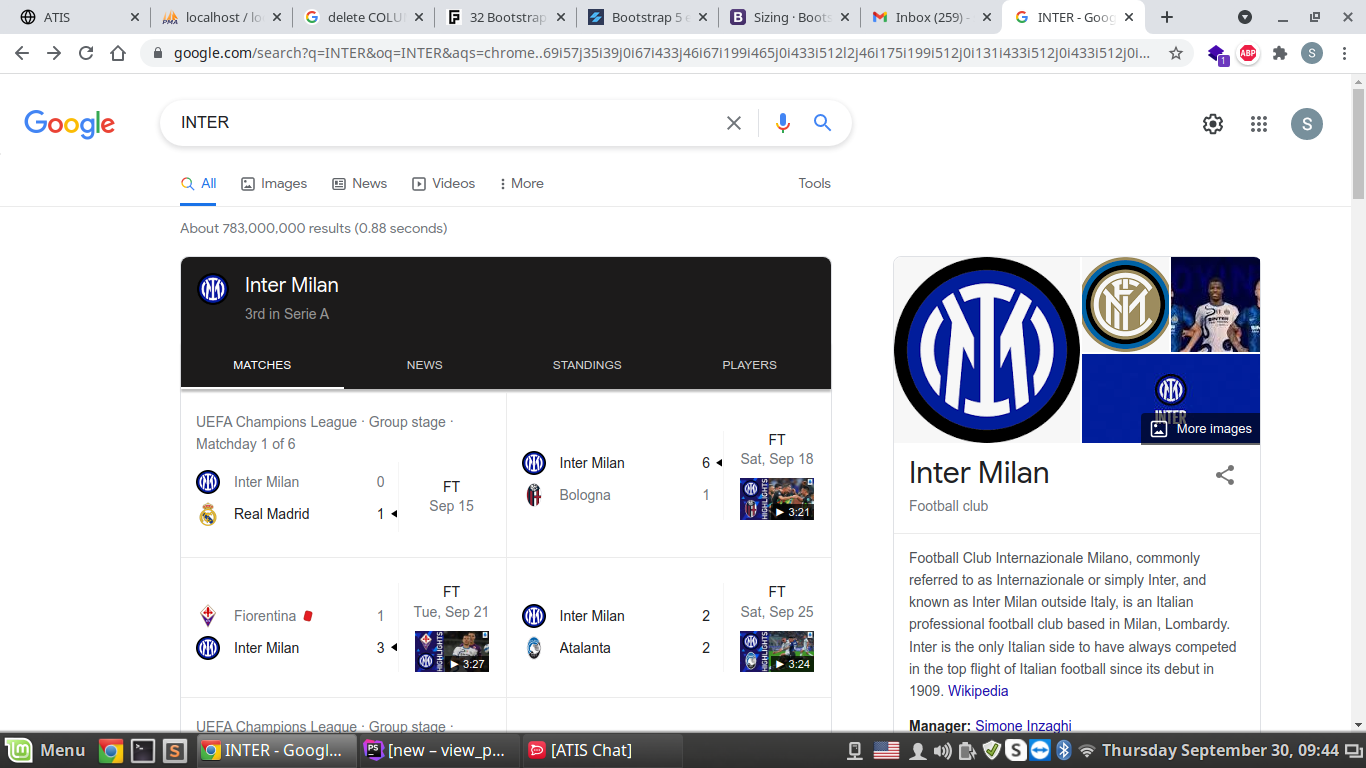 ATIS
localhost / lo
delete COLU
32 Bootstrap
Bootstrap 5 e
Sizing · Boots
Inbox (259) -
INTER - Goog
google.com/search?q=INTER&oq=INTER&aqs=chrome..69i57j35i39j0i67i433j46i67i199i465j0i433i512l2j46i175i199i512j0i131i433i512j0i433i512j0i...
1
ABP
S
Google
INTER
S
All
Images
News
Videos
More
Tools
About 783,000,000 results (0.88 seconds)
Inter Milan
3rd in Serie A
MATCHES
NEWS
STANDINGS
PLAYERS
UEFA Champions League · Group stage ·
Matchday 1 of 6
Inter Milan 0
Real Madrid 1
FT
Sep 15
Inter Milan 6
Bologna 1
FT
Sat, Sep 18
HIGHLIGHTS
3:21
Fiorentina 1
Inter Milan 3
FT
Tue, Sep 21
HIGHLIGHTS
3:27
Inter Milan 2
Atalanta 2
FT
Sat, Sep 25
HIGHLIGHTS
3:24
UEFA Champions League · Group stage ·
INTER
More images
Inter Milan
Football club
Football Club Internazionale Milano, commonly
referred to as Internazionale or simply Inter, and
known as Inter Milan outside Italy, is an Italian
professional football club based in Milan, Lombardy.
Inter is the only Italian side to have always competed
in the top flight of Italian football since its debut in
1909. Wikipedia
Manager: Simone Inzaghi
Menu
INTER - Googl...
[new – view_p...
[ATIS Chat]
Thursday September 30, 09:44